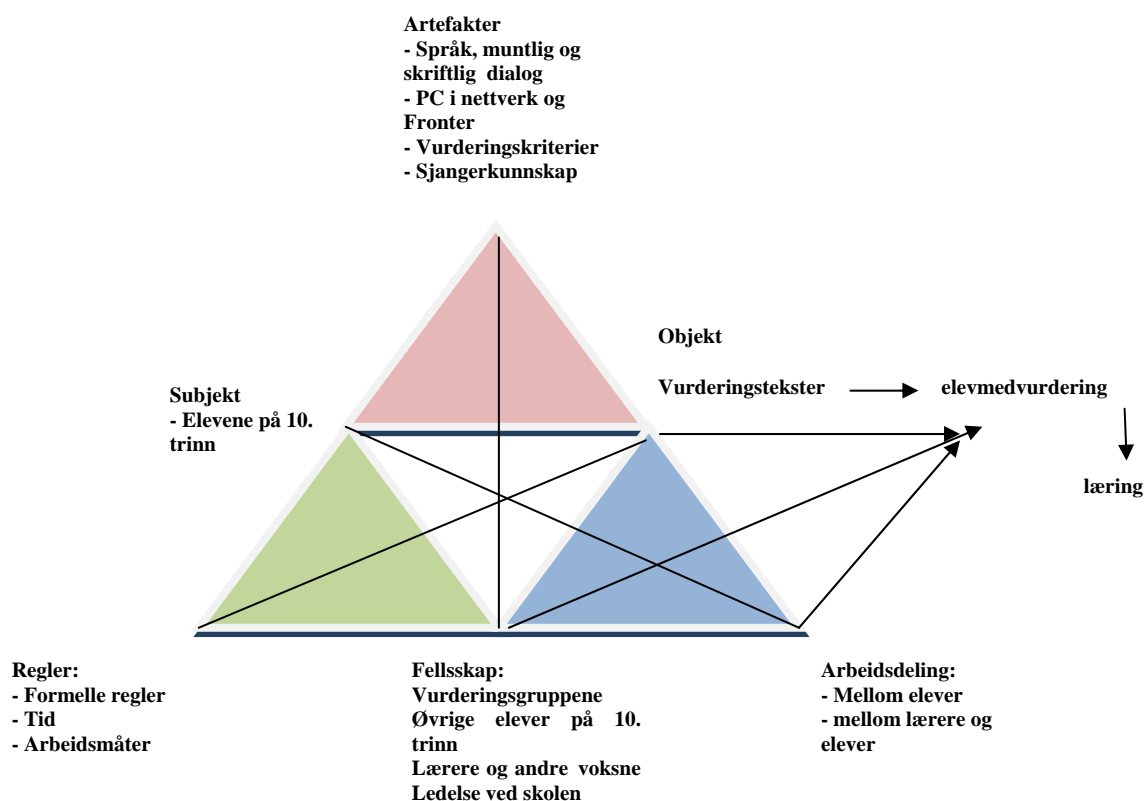 Artefakter
- Språk, muntlig og
skriftlig dialog
- PC i nettverk og
Fronter
- Vurderingskriterier
- Sjangerkunnskap
Objekt
Vurderingstekster
elevmedvurdering
Subjekt
- Elevene på 10.
trinn
læring
Regler:
- Formelle regler
- Tid
- Arbeidsmåter
Fellsskap:
Vurderingsgruppene
Øvrige elever på 10.
trinn
Lærere og andre voksne
Ledelse ved skolen
Arbeidsdeling:
- Mellom elever
- mellom lærere og
elever